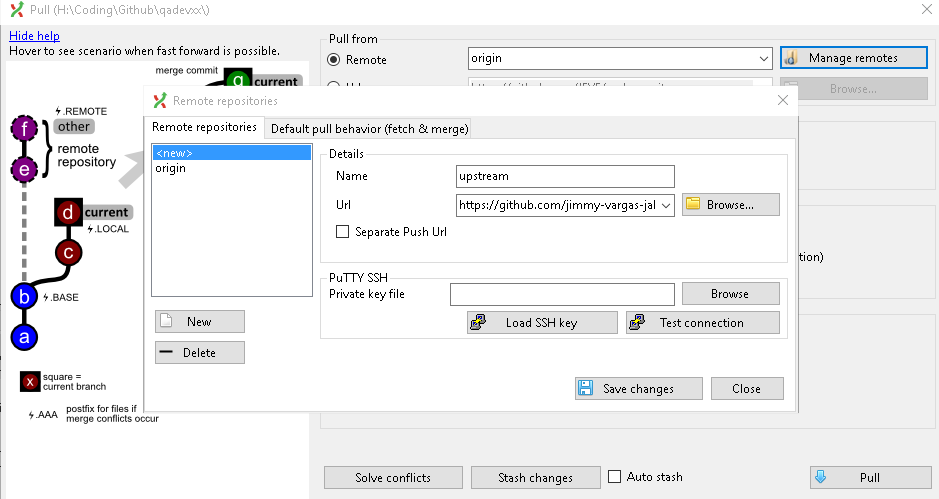 Pull (H:\Coding\Github\qadevxx\)
Hide help
Hover to see scenario when fast forward is possible.
merge commit
g
current
.REMOTE
f
other
remote
repository
e
d
current
.LOCAL
c
b
.BASE
a
x
square =
current branch
.AAA
postfix for files if
merge conflicts occur
Pull from
Remote
origin
Manage remotes
Browse...
Remote repositories
Remote repositories
Default pull behavior (fetch & merge)
<new>
origin
New
Delete
Details
Name
upstream
Url
https://github.com/jimmy-vargas-jal
Browse...
Separate Push Url
PuTTY SSH
Private key file
Browse
Load SSH key
Test connection
Save changes
Close
tion)
Solve conflicts
Stash changes
Auto stash
Pull